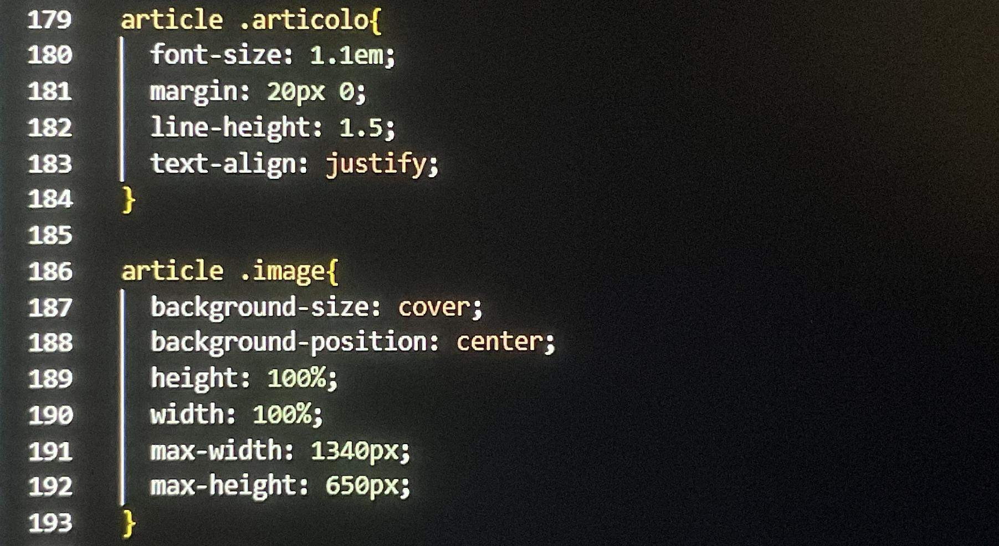 179 article .articolo{
180 font-size: 1.1em;
181 margin: 20px 0;
182 line-height: 1.5;
183 text-align: justify;
184 }
185
186 article .image{
187 background-size: cover;
188 background-position: center;
189 height: 100%;
190 width: 100%;
191 max-width: 1340px;
192 max-height: 650px;
193 }